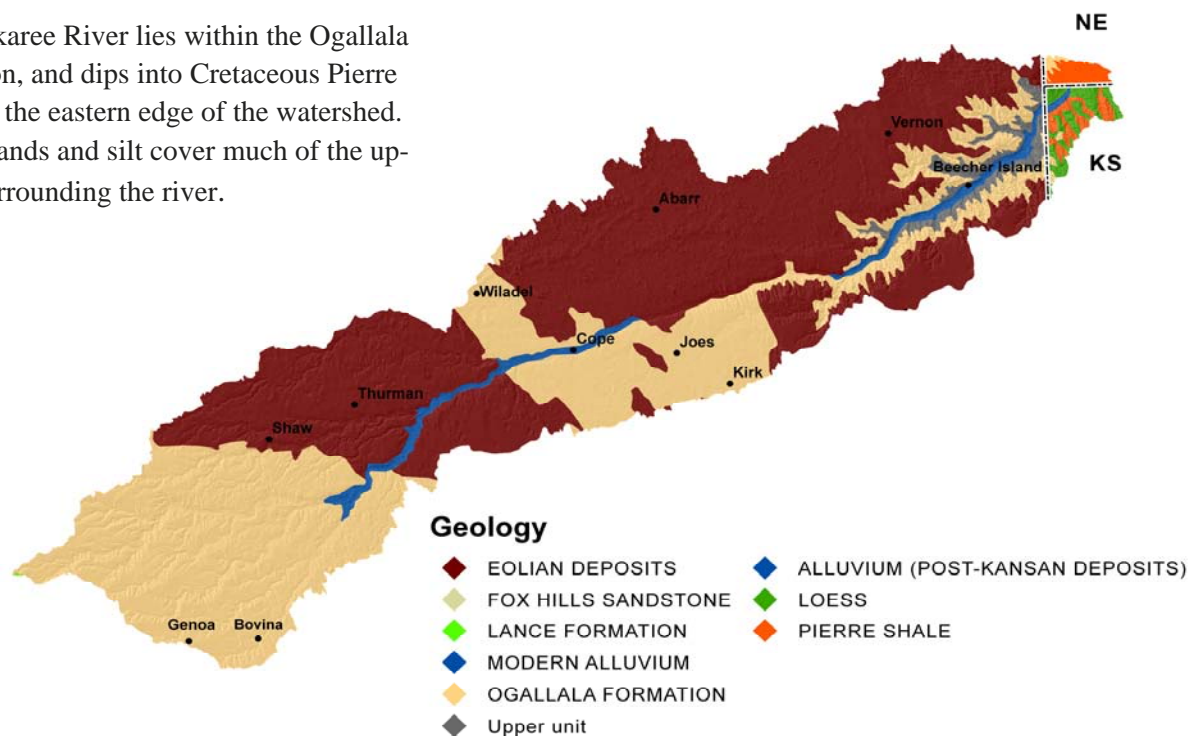 karee River lies within the Ogallala
on, and dips into Cretaceous Pierre
the eastern edge of the watershed.
ands and silt cover much of the up-
rrounding the river.
NE
KS
Vernon
Beecher Island
Abarr
Wiladel
Cope
Joes
Kirk
Thurman
Shaw
Genoa
Bovina
Geology
EOLIAN DEPOSITS
FOX HILLS SANDSTONE
LANCE FORMATION
MODERN ALLUVIUM
OGALLALA FORMATION
Upper unit
ALLUVIUM (POST-KANSAN DEPOSITS)
LOESS
PIERRE SHALE